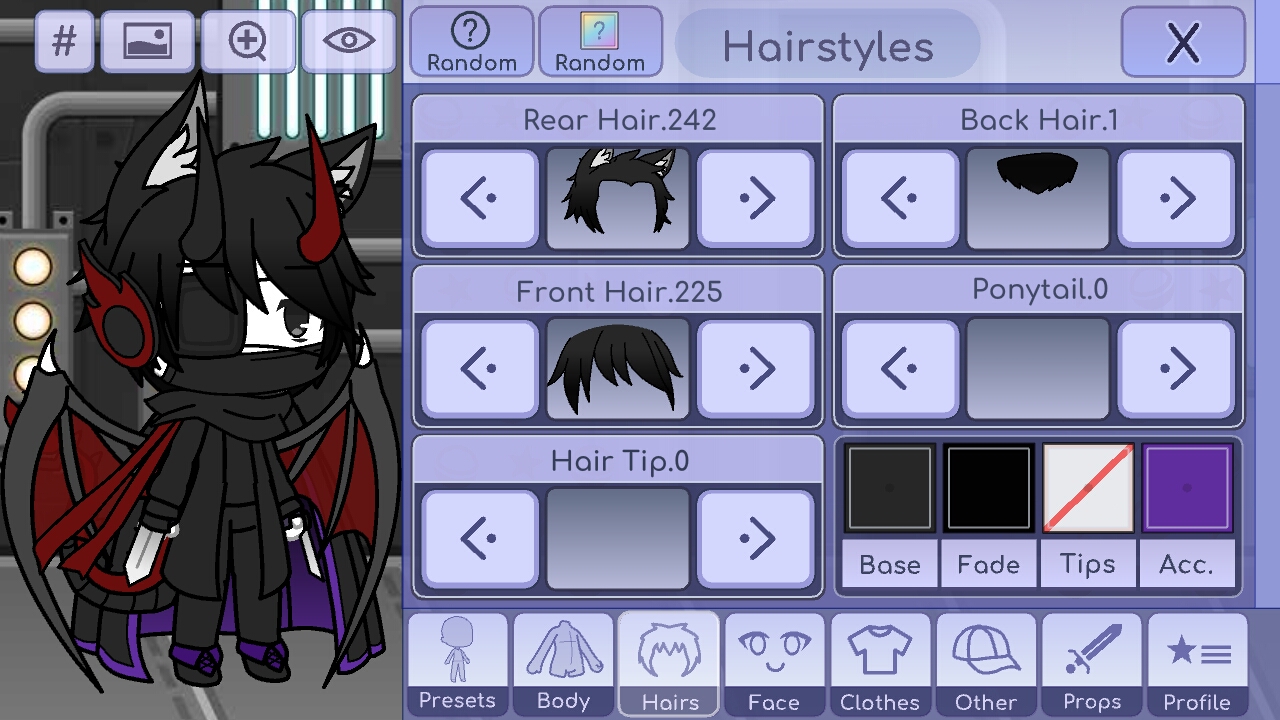 #
?
Random
?
Random
Hairstyles
X
Rear Hair.242
Back Hair.1
Front Hair.225
Ponytail.0
Hair Tip.0
Base
Fade
Tips
Acc.
Presets
Body
Hairs
Face
Clothes
Other
Props
Profile